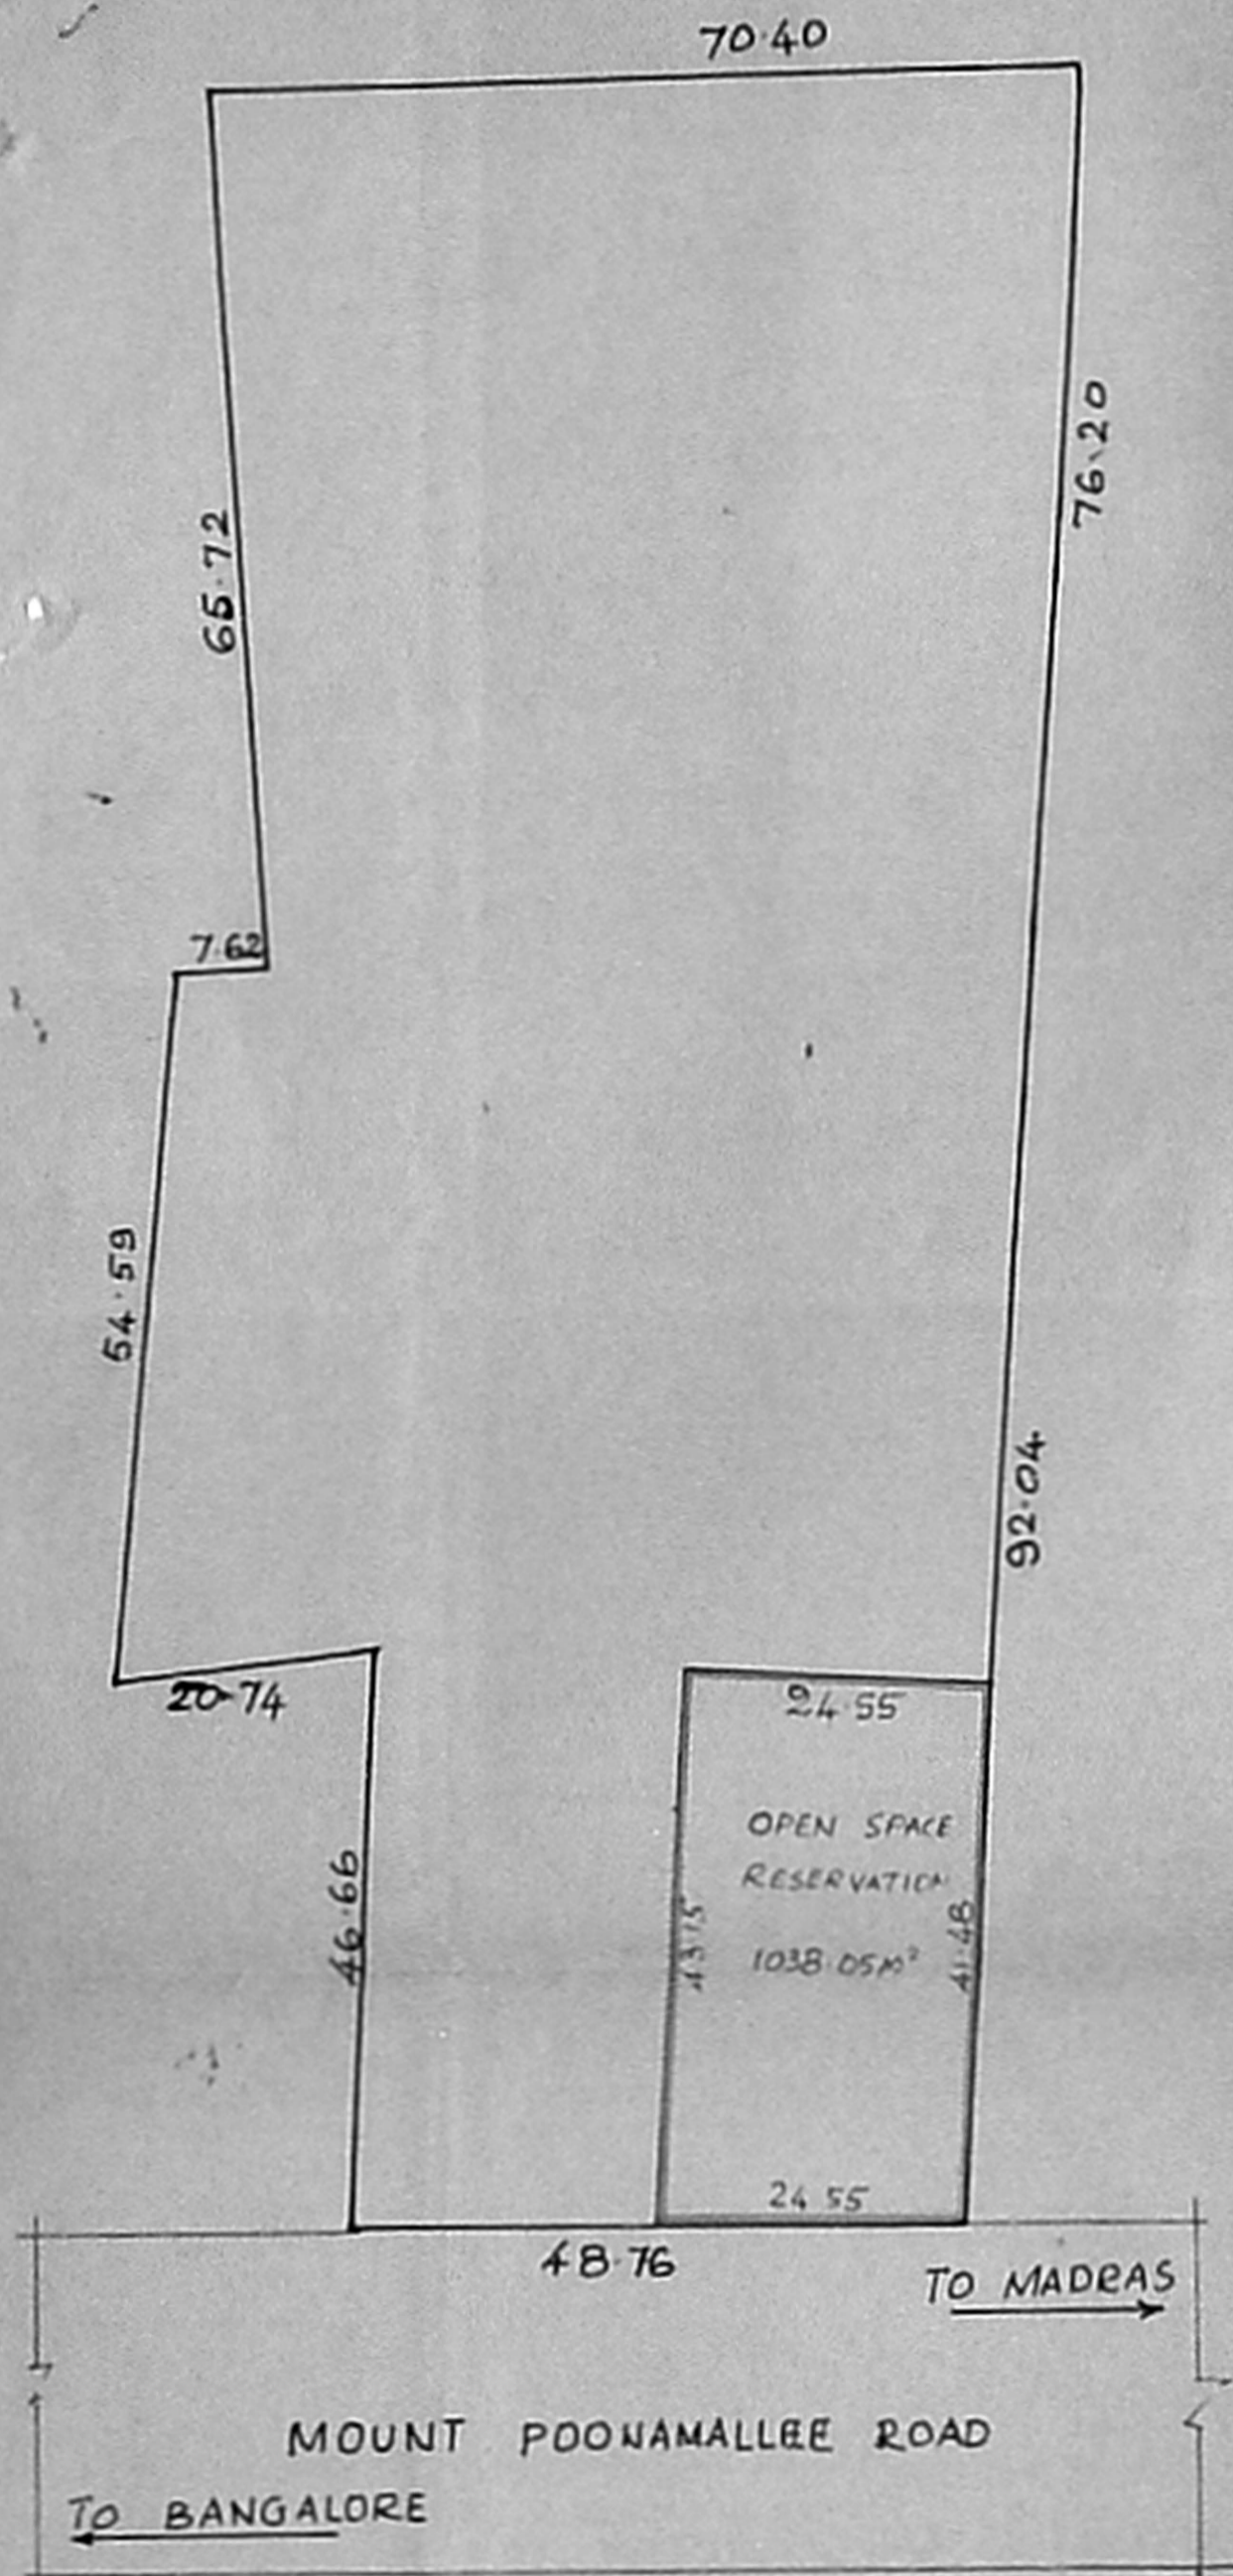 70.40
76.20
65.72
7.62
54.59
92.04
20.74
24.55
OPEN SPACE
RESERVATION
46.66
43.15
1038.05M²
41.48
24 55
48.76
TO MADRAS
MOUNT POONAMALLEE ROAD
TO BANGALORE